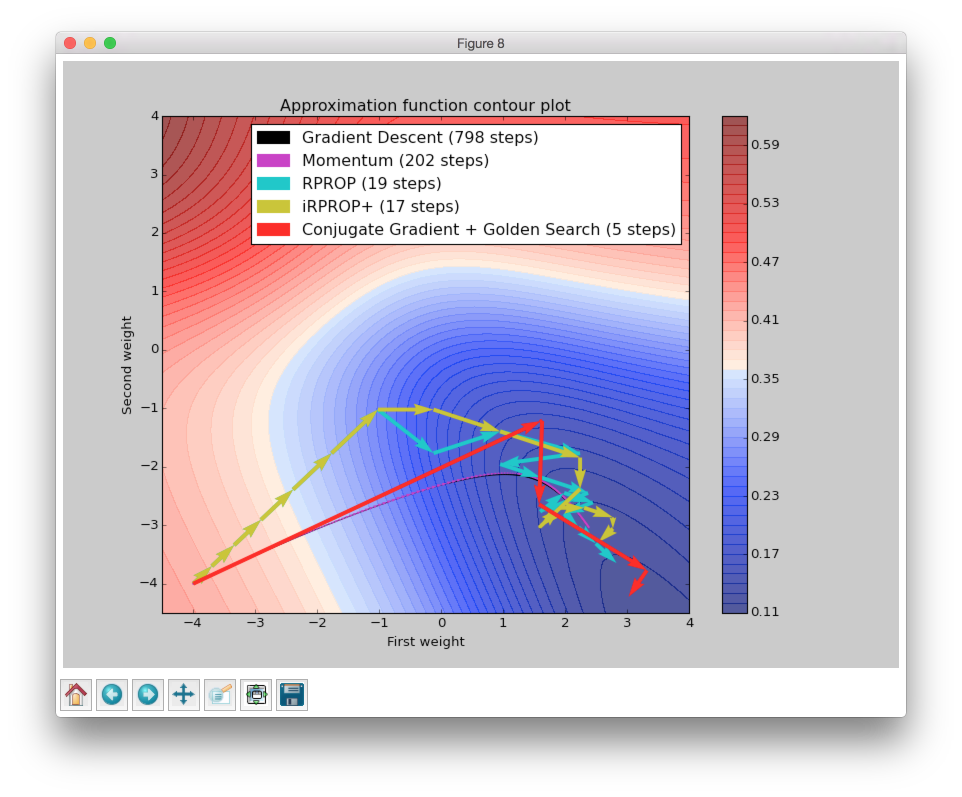 Figure 8
Approximation function contour plot
Gradient Descent (798 steps)
Momentum (202 steps)
RPROP (19 steps)
iRPROP+ (17 steps)
Conjugate Gradient + Golden Search (5 steps)
4
3
2
1
0
−1
−2
−3
−4
Second weight
−4 −3 −2 −1 0 1 2 3 4
First weight
0.59
0.53
0.47
0.41
0.35
0.29
0.23
0.17
0.11